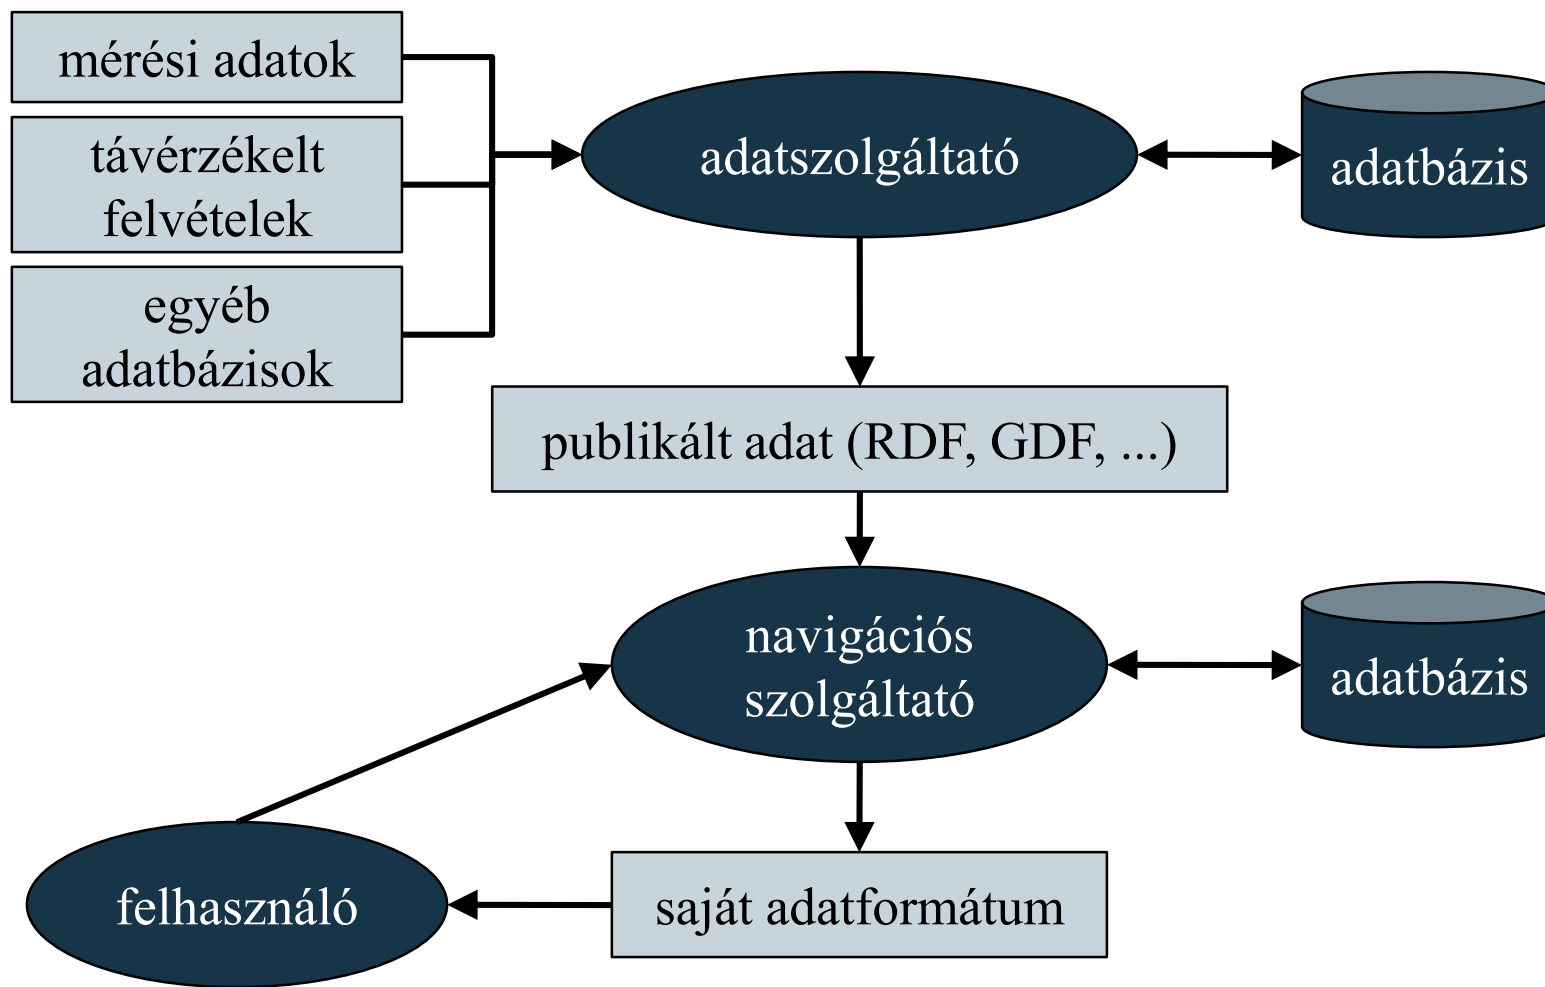 mérési adatok
távérzékelt
felvételek
egyéb
adatbázisok
adatszolgáltató
adatbázis
publikált adat (RDF, GDF, ...)
navigációs
szolgáltató
adatbázis
felhasználó
saját adatformátum